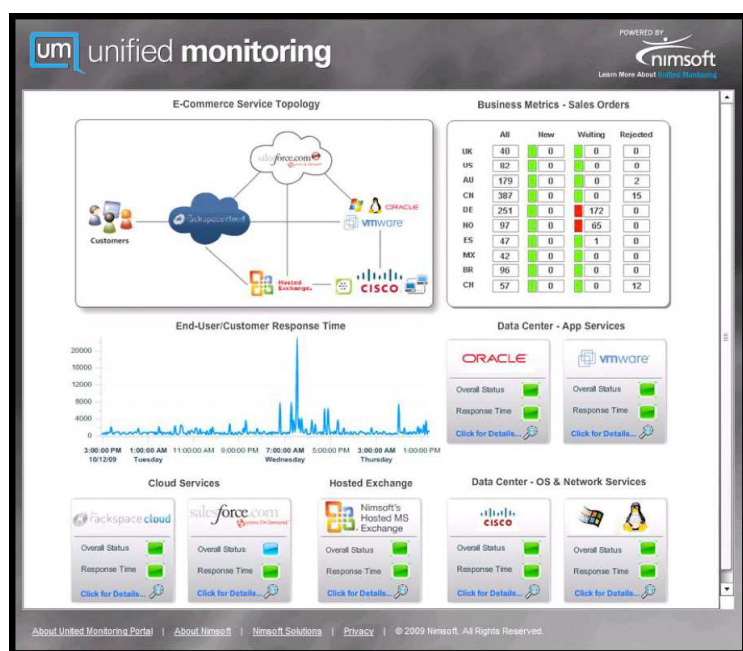 um unified monitoring
POWERED BY
nimsoft
Learn More About Unified Monitoring
E-Commerce Service Topology
salesforce.com
rackspacecloud
ORACLE
vmware
Customers
Hosted
Exchange
CISCO
Business Metrics - Sales Orders
All New Waiting Rejected
UK 40 0 0 0
US 82 0 0 0
AU 179 0 0 2
CN 387 0 0 15
DE 251 0 172 0
NO 97 0 65 0
ES 47 0 1 0
MX 42 0 0 0
BR 96 0 0 0
CH 57 0 0 12
End-User/Customer Response Time
20000
16000
12000
8000
4000
0
3:00:00 PM 1:00:00 AM 11:00:00 AM 9:00:00 PM 7:00:00 AM 5:00:00 PM 3:00:00 AM 1:00:00 PM
10/12/09 Tuesday Wednesday Thursday
Data Center - App Services
ORACLE
Overall Status
Response Time
Click for Details...
vmware
Overall Status
Response Time
Click for Details...
Cloud Services
rackspace cloud
Overall Status
Response Time
Click for Details...
salesforce.com
Success On Demand
Overall Status
Response Time
Click for Details...
Hosted Exchange
Nimsoft's
Hosted MS
Exchange
Overall Status
Response Time
Click for Details...
Data Center - OS & Network Services
CISCO
Overall Status
Response Time
Click for Details...
Overall Status
Response Time
Click for Details...
About United Monitoring Portal | About Nimsoft | Nimsoft Solutions | Privacy | © 2009 Nimsoft. All Rights Reserved.